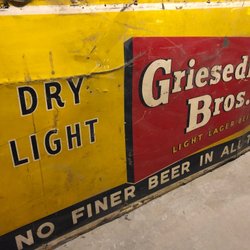 DRY
LIGHT
Griesed
Bros.
LIGHT LAGER BE
NO FINER BEER IN ALL